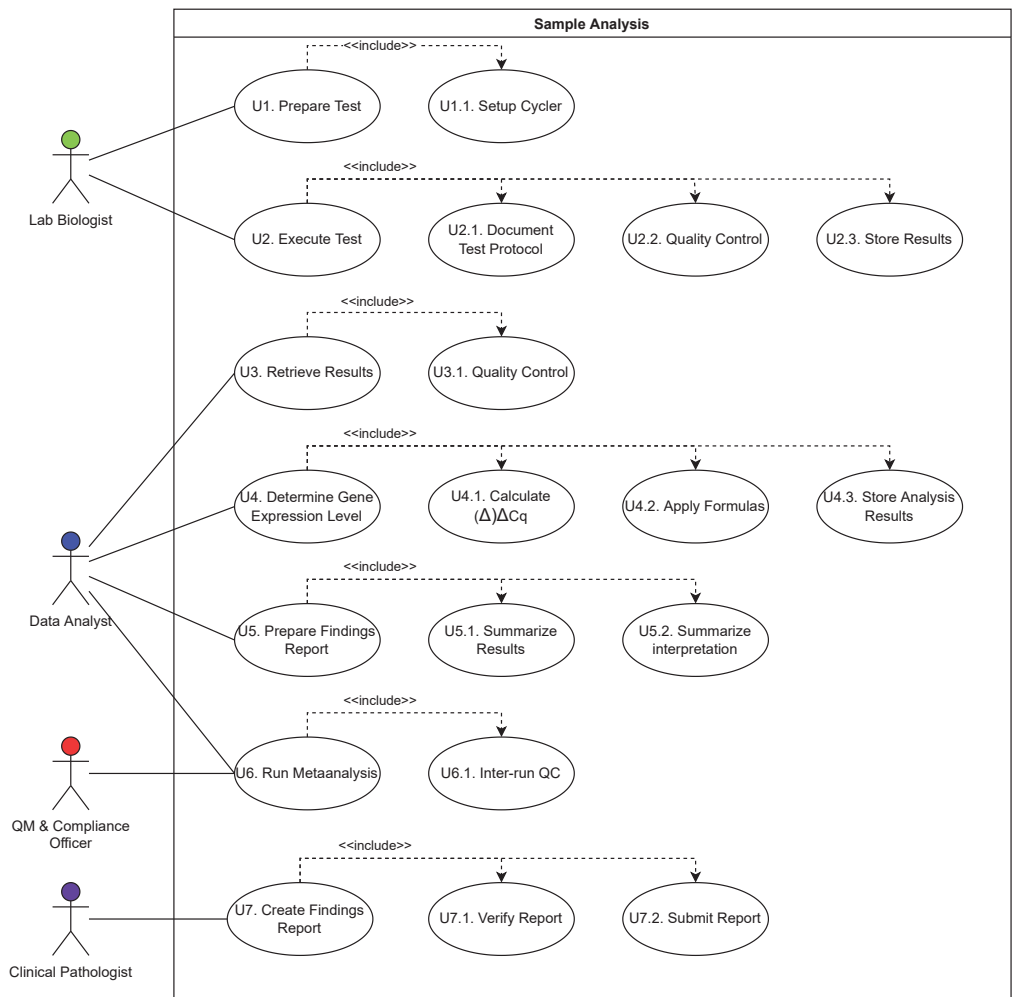 Sample Analysis
<<include>>
U1. Prepare Test
U1.1. Setup Cycler
Lab Biologist
<<include>>
U2. Execute Test
U2.1. Document
Test Protocol
U2.2. Quality Control
U2.3. Store Results
<<include>>
U3. Retrieve Results
U3.1. Quality Control
<<include>>
U4. Determine Gene
Expression Level
U4.1. Calculate
(Δ)ΔCq
U4.2. Apply Formulas
U4.3. Store Analysis
Results
Data Analyst
<<include>>
U5. Prepare Findings
Report
U5.1. Summarize
Results
U5.2. Summarize
interpretation
<<include>>
U6. Run Metaanalysis
U6.1. Inter-run QC
QM & Compliance
Officer
<<include>>
U7. Create Findings
Report
U7.1. Verify Report
U7.2. Submit Report
Clinical Pathologist